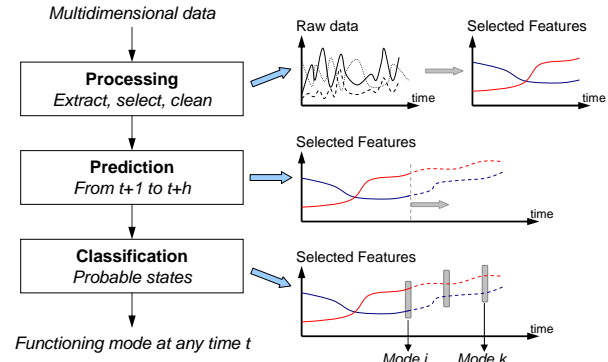 Multidimensional data
Processing
Extract, select, clean
Prediction
From t+1 to t+h
Classification
Probable states
Functioning mode at any time t
Raw data
time
Selected Features
time
Selected Features
time
Selected Features
time
Mode i
Mode k